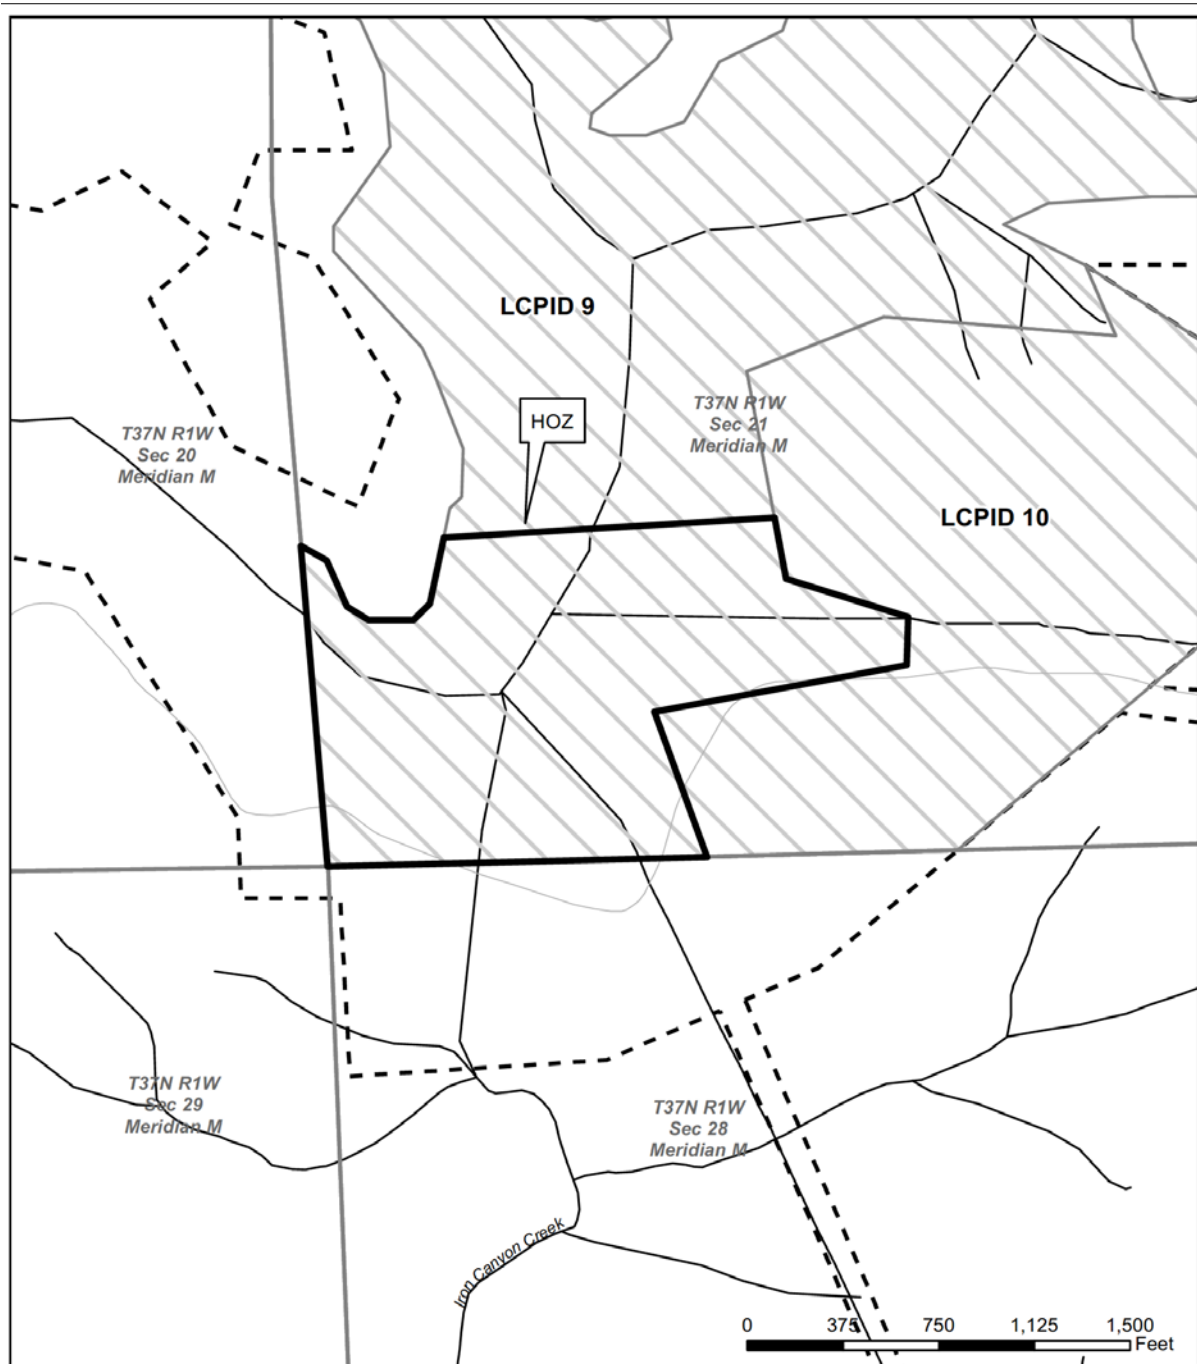 LCPID 9
T37N R1W
Sec 21
Meridian M
HOZ
T37N R1W
Sec 20
Meridian M
LCPID 10
T37N R1W
Sec 29
Meridian M
T37N R1W
Sec 28
Meridian M
Iron Canyon Creek
0 375 750 1,125 1,500
Feet